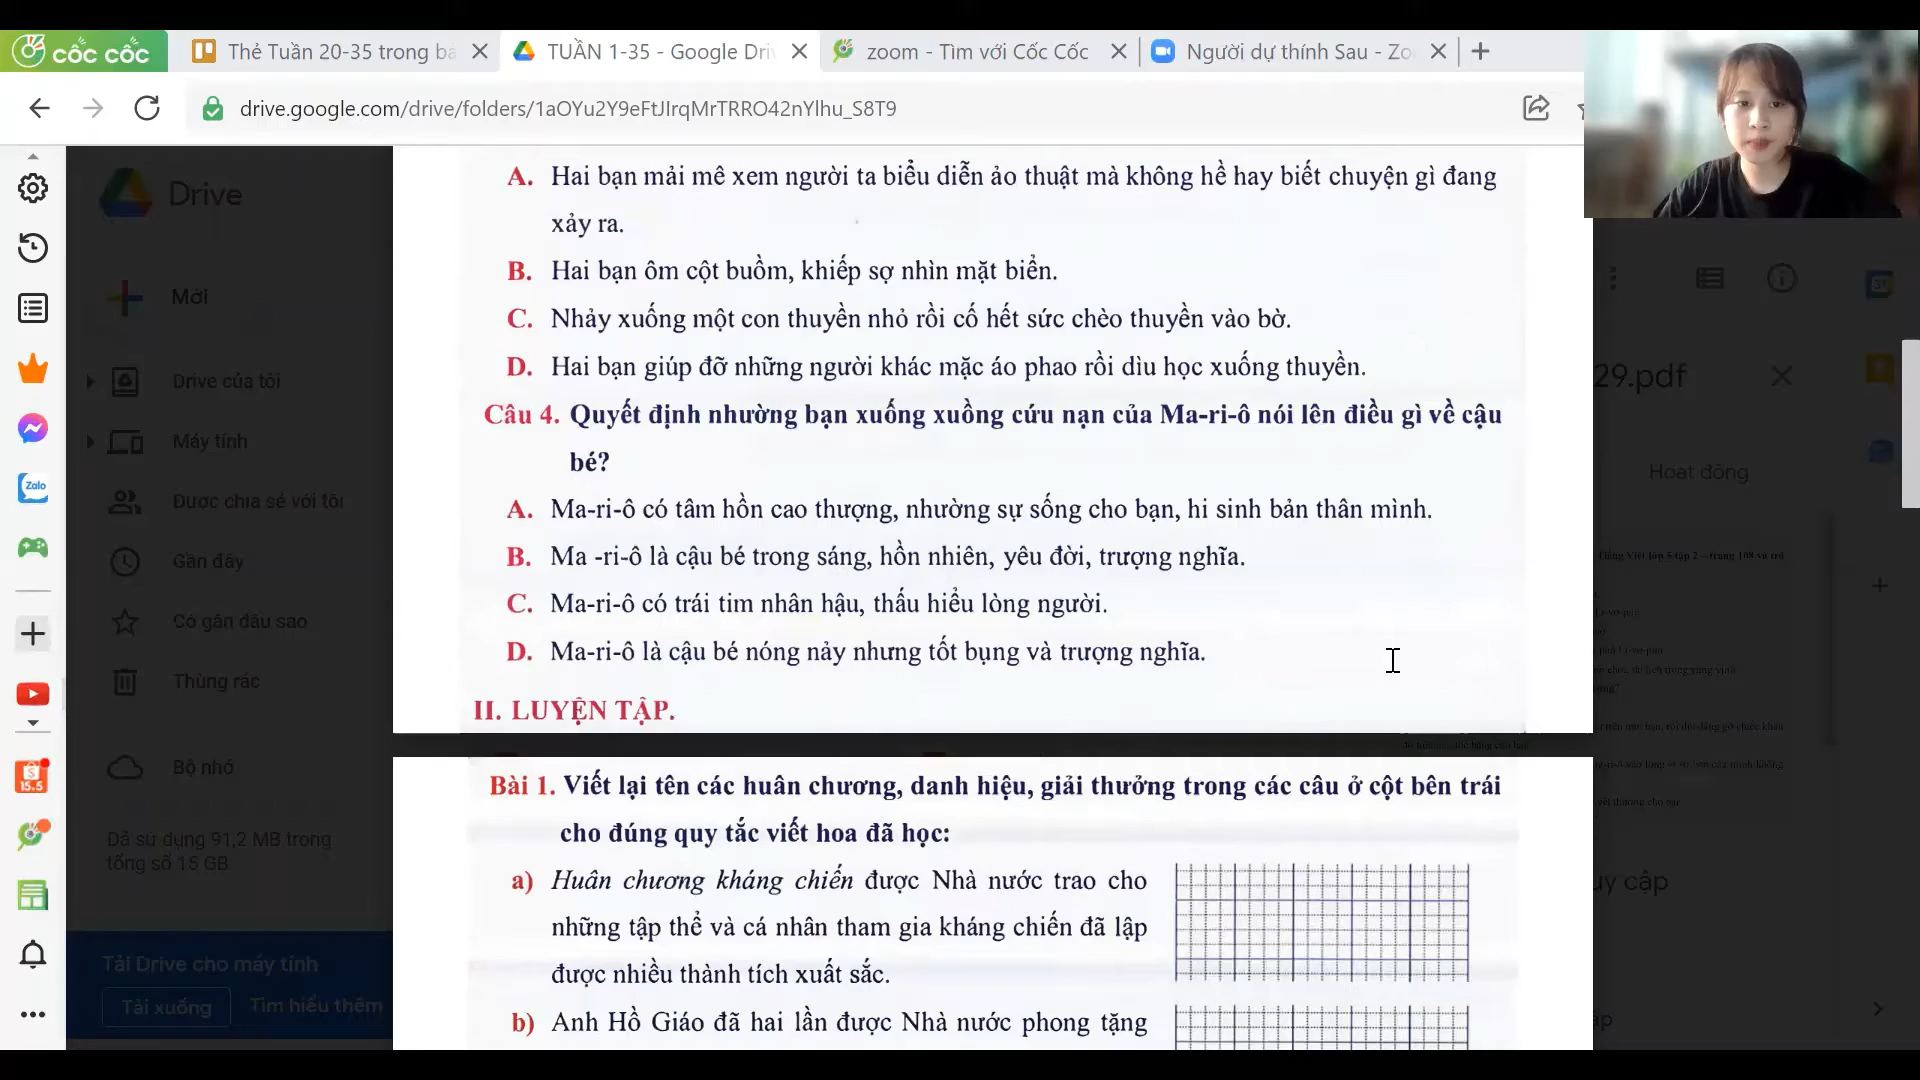 cốc cốc
Thẻ Tuần 20-35 trong bả
TUẦN 1-35 - Google Driv
zoom - Tìm với Cốc Cốc
Người dự thính Sau - Zo
drive.google.com/drive/folders/1aOYu2Y9eFtJIrqMrTRRO42nYlhu_S8T9
Drive
Mới
Drive của tôi
Máy tính
Được chia sẻ với tôi
Gần đây
Có gắn dấu sao
Thùng rác
Bộ nhớ
Đã sử dụng 91,2 MB trong
tổng số 15 GB
Tải Drive cho máy tính
Tải xuống
Tìm hiểu thêm
Zalo
15.5
A. Hai bạn mải mê xem người ta biểu diễn ảo thuật mà không hề hay biết chuyện gì đang
xảy ra.
B. Hai bạn ôm cột buồm, khiếp sợ nhìn mặt biển.
C. Nhảy xuống một con thuyền nhỏ rồi cố hết sức chèo thuyền vào bờ.
D. Hai bạn giúp đỡ những người khác mặc áo phao rồi dìu học xuống thuyền.
Câu 4. Quyết định nhường bạn xuống xuồng cứu nạn của Ma-ri-ô nói lên điều gì về cậu
bé?
A. Ma-ri-ô có tâm hồn cao thượng, nhường sự sống cho bạn, hi sinh bản thân mình.
B. Ma -ri-ô là cậu bé trong sáng, hồn nhiên, yêu đời, trượng nghĩa.
C. Ma-ri-ô có trái tim nhân hậu, thấu hiểu lòng người.
D. Ma-ri-ô là cậu bé nóng nảy nhưng tốt bụng và trượng nghĩa.
II. LUYỆN TẬP.
Bài 1. Viết lại tên các huân chương, danh hiệu, giải thưởng trong các câu ở cột bên trái
cho đúng quy tắc viết hoa đã học:
a) Huân chương kháng chiến được Nhà nước trao cho
những tập thể và cá nhân tham gia kháng chiến đã lập
được nhiều thành tích xuất sắc.
b) Anh Hồ Giáo đã hai lần được Nhà nước phong tặng
29.pdf
Hoạt động